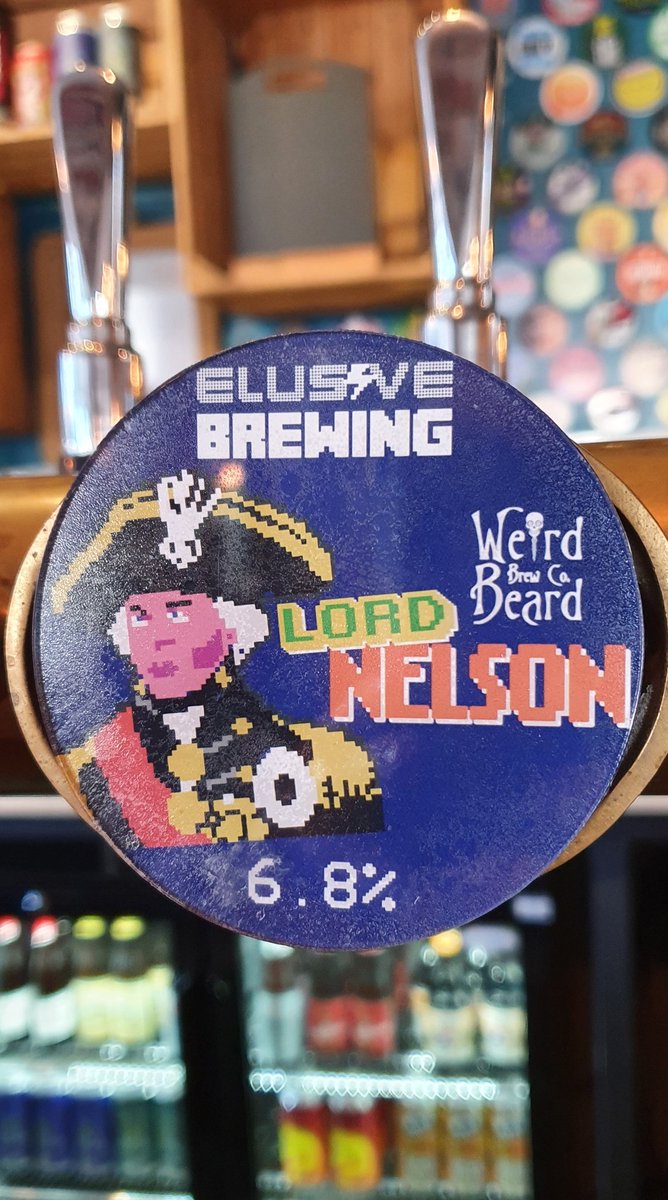 ELUSIVE
BREWING
Weird
Brew Co.
Beard
LORD
NELSON
6.8%